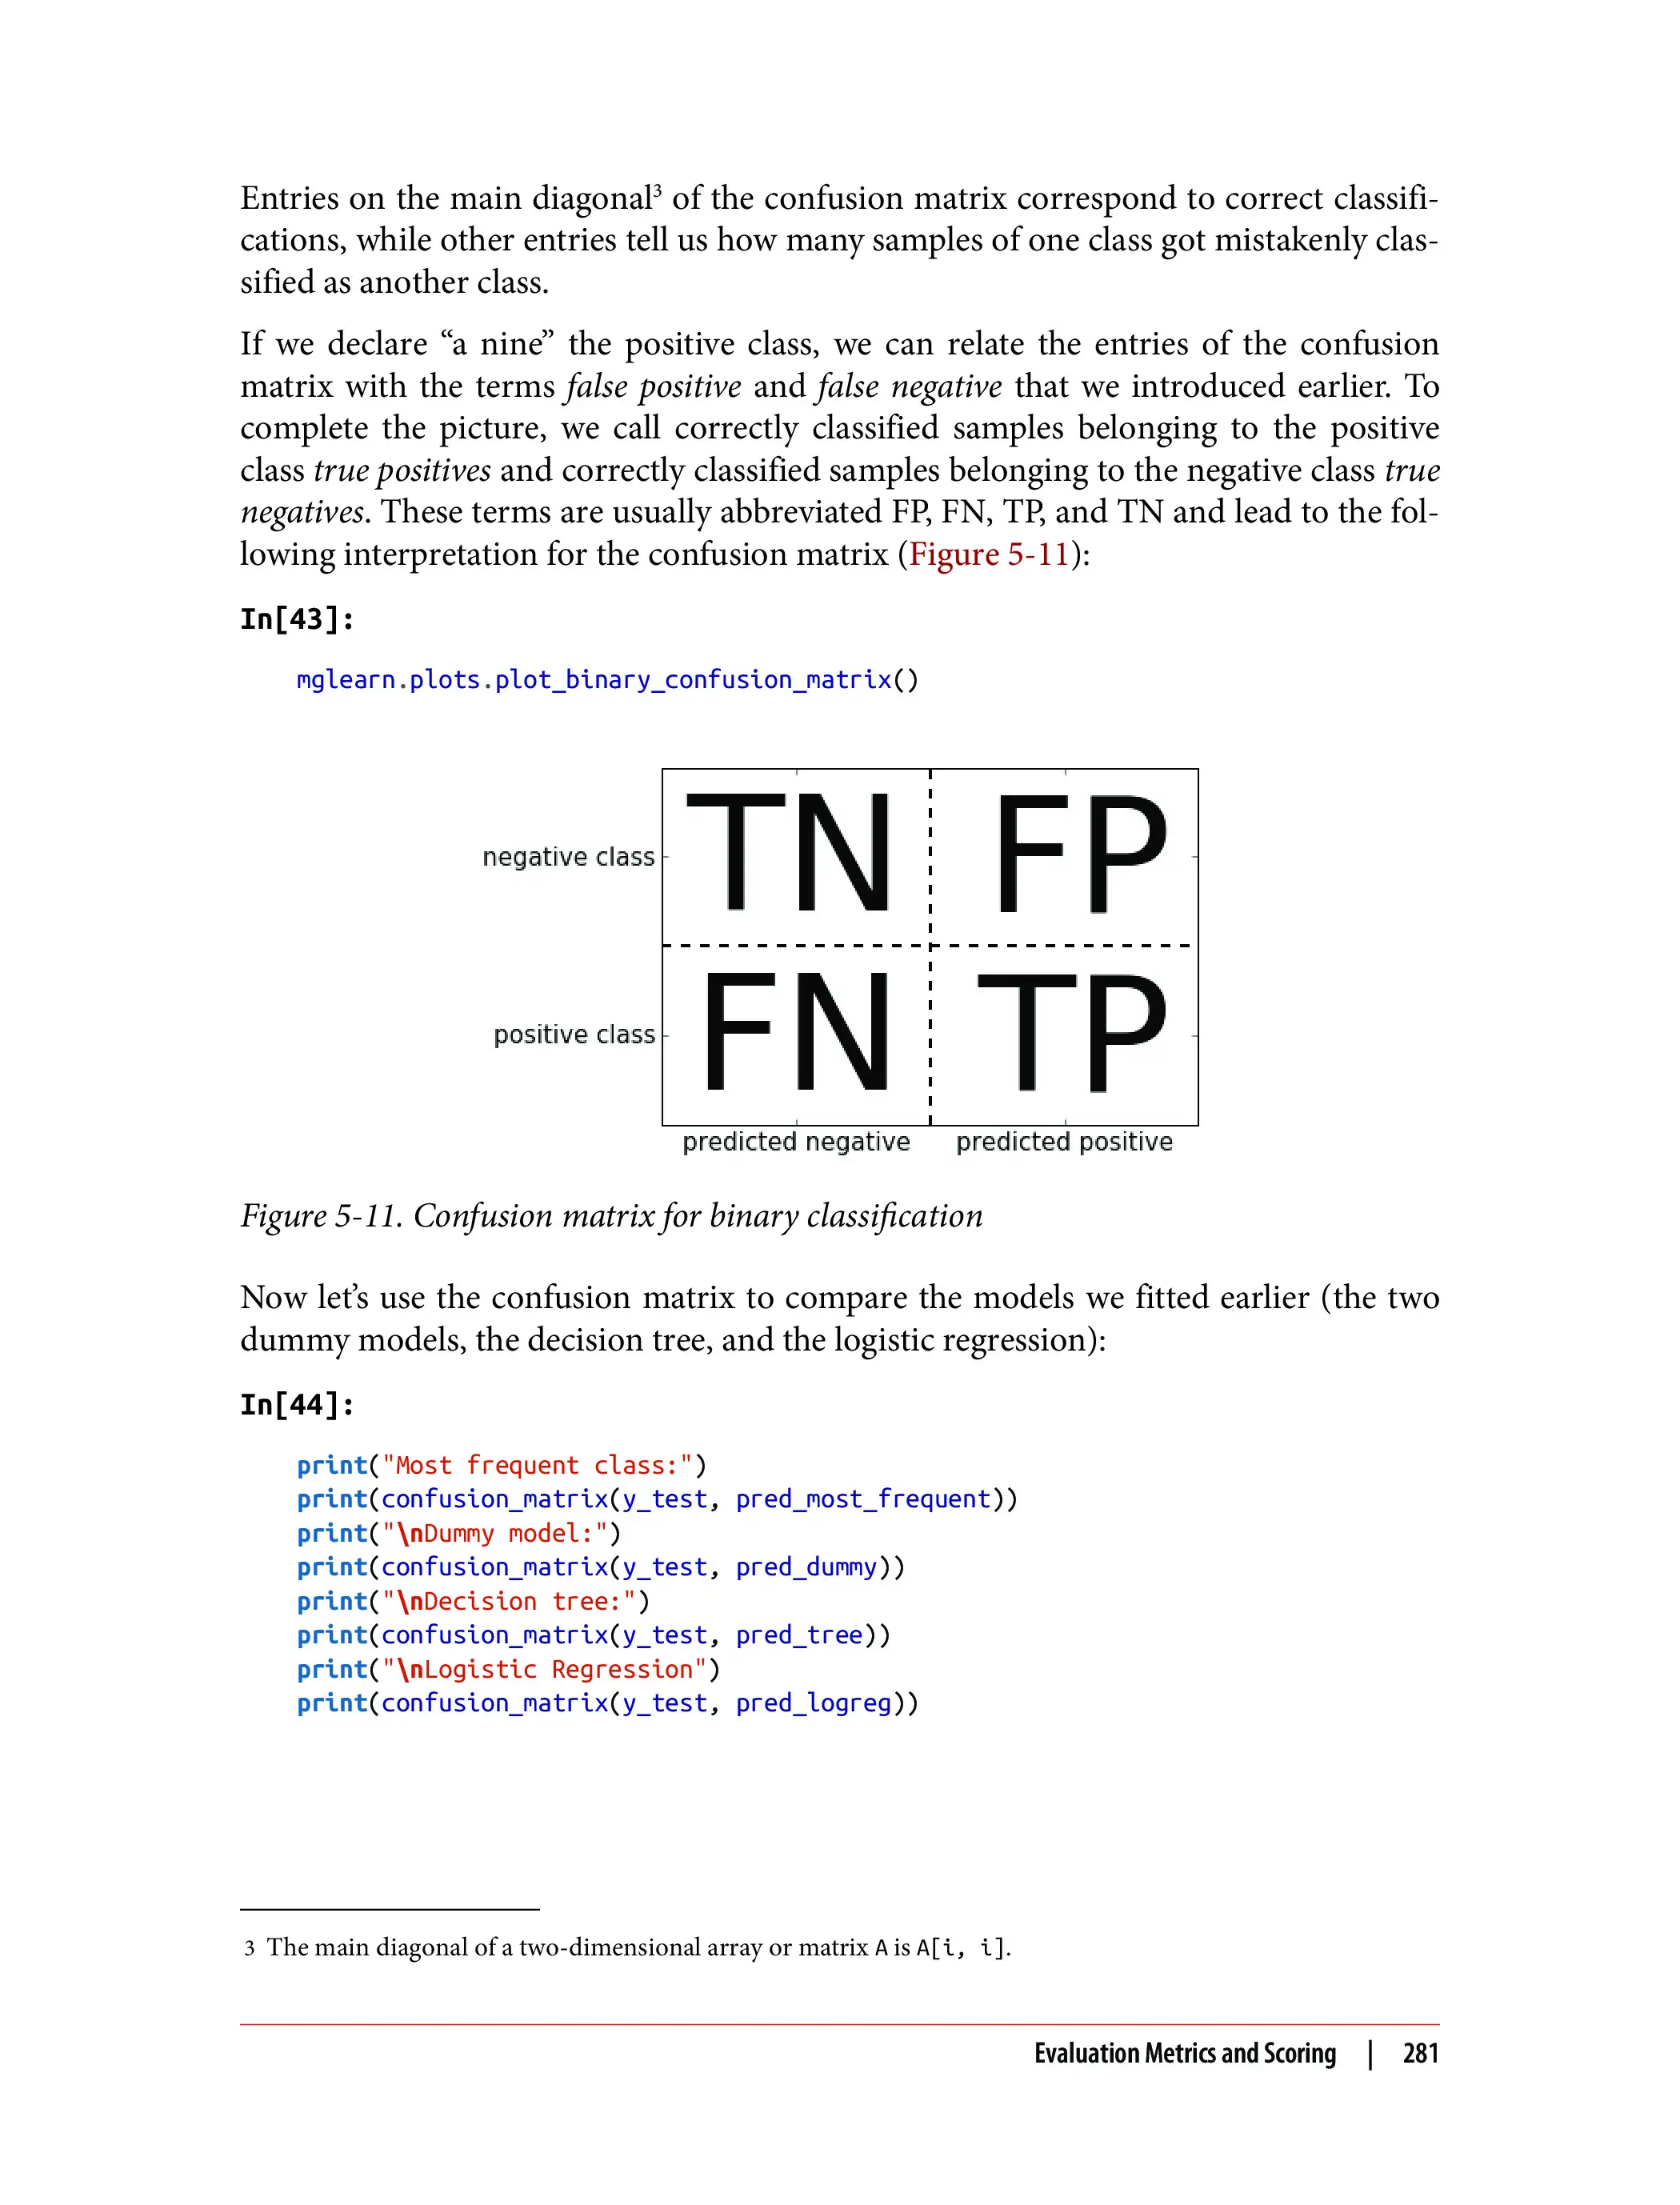 Entries on the main diagonal³ of the confusion matrix correspond to correct classifi-
cations, while other entries tell us how many samples of one class got mistakenly clas-
sified as another class.
If we declare “a nine” the positive class, we can relate the entries of the confusion
matrix with the terms false positive and false negative that we introduced earlier. To
complete the picture, we call correctly classified samples belonging to the positive
class true positives and correctly classified samples belonging to the negative class true
negatives. These terms are usually abbreviated FP, FN, TP, and TN and lead to the fol-
lowing interpretation for the confusion matrix (Figure 5-11):
In[43]:
mglearn.plots.plot_binary_confusion_matrix()
negative class TN FP
positive class FN TP
predicted negative predicted positive
Figure 5-11. Confusion matrix for binary classification
Now let’s use the confusion matrix to compare the models we fitted earlier (the two
dummy models, the decision tree, and the logistic regression):
In[44]:
print("Most frequent class:")
print(confusion_matrix(y_test, pred_most_frequent))
print("\nDummy model:")
print(confusion_matrix(y_test, pred_dummy))
print("\nDecision tree:")
print(confusion_matrix(y_test, pred_tree))
print("\nLogistic Regression")
print(confusion_matrix(y_test, pred_logreg))
3 The main diagonal of a two-dimensional array or matrix A is A[i, i].
Evaluation Metrics and Scoring | 281